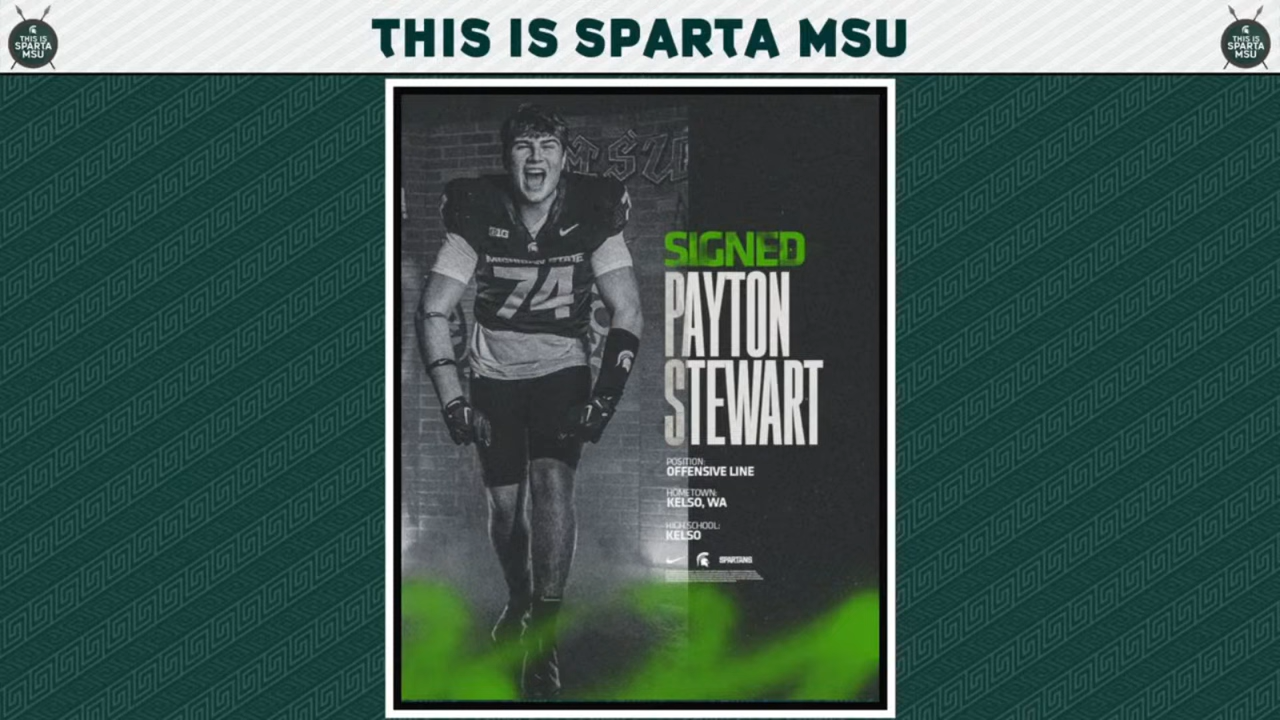 THIS IS SPARTA MSU
THIS IS
SPARTA
MSU
THIS IS
SPARTA
MSU
MICHIGAN STATE
74
SIGNED
PAYTON
STEWART
POSITION:
OFFENSIVE LINE
HOMETOWN:
KELSO, WA
HIGH SCHOOL:
KELSO
SPARTANS